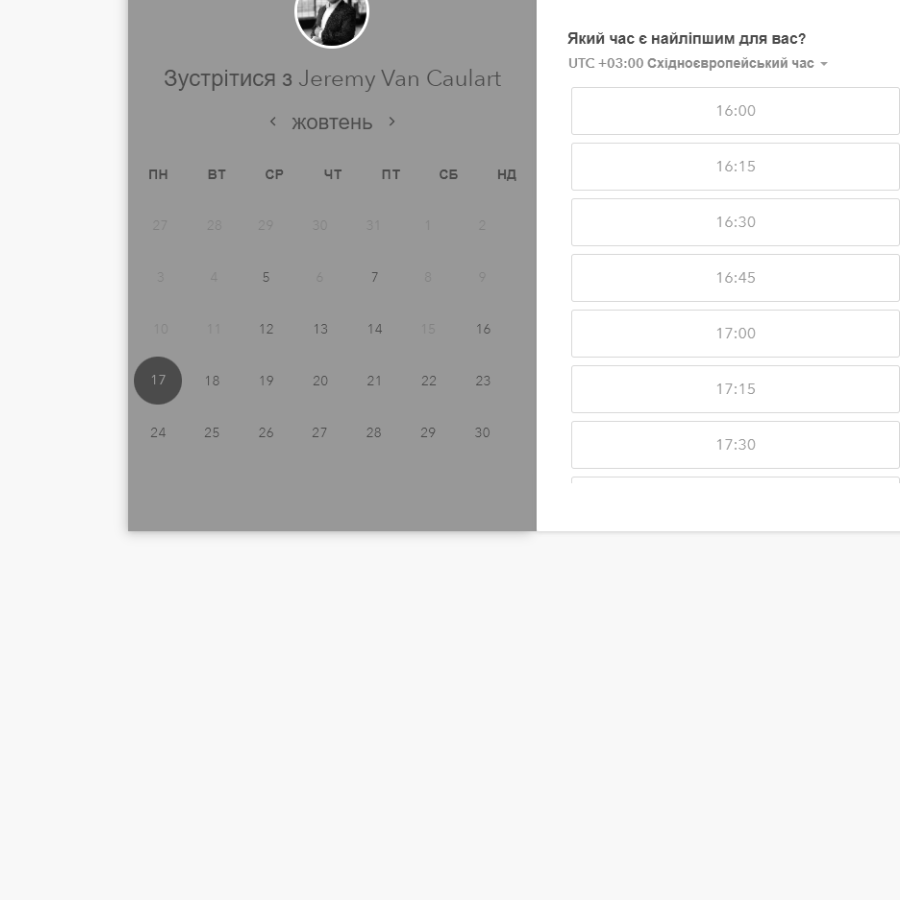 Зустрітися з Jeremy Van Caulart
жовтень
ПН ВТ СР ЧТ ПТ СБ НД
27 28 29 30 31 1 2
3 4 5 6 7 8 9
10 11 12 13 14 15 16
17 18 19 20 21 22 23
24 25 26 27 28 29 30
Який час є найліпшим для вас?
UTC +03:00 Східноєвропейський час
16:00
16:15
16:30
16:45
17:00
17:15
17:30